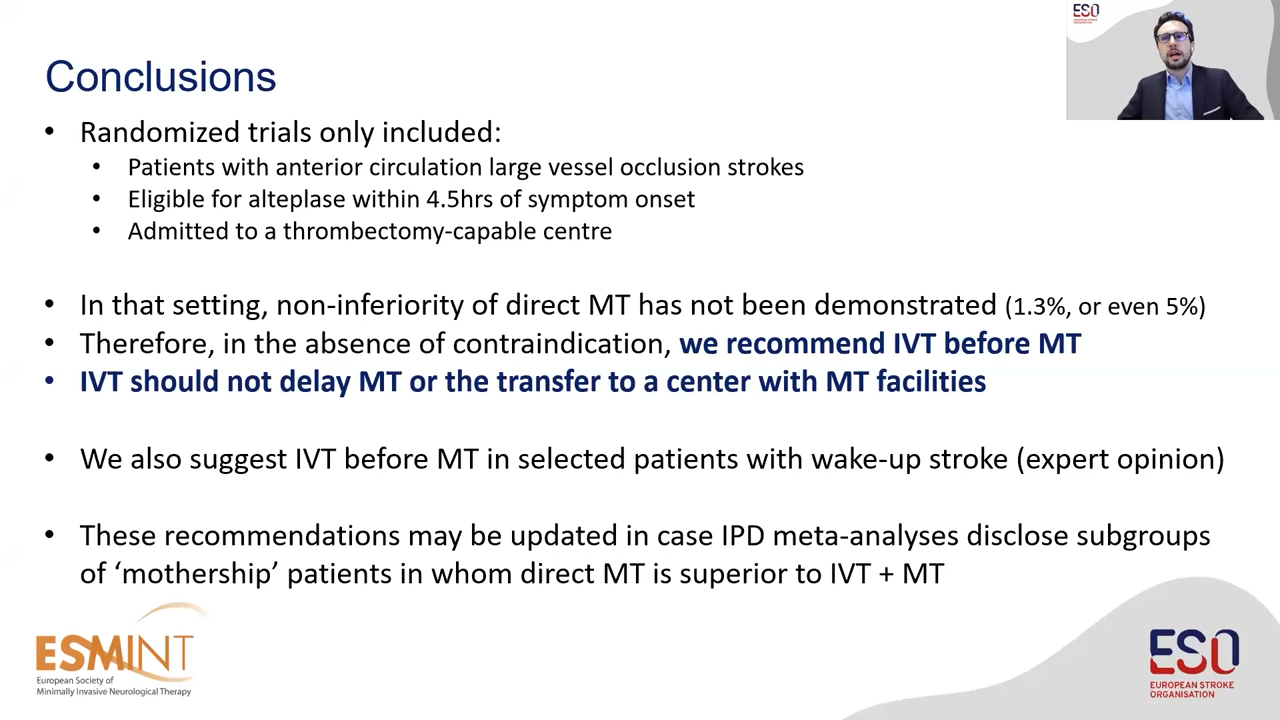 ESO
EUROPEAN STROKE
ORGANISATION
Conclusions
• Randomized trials only included:
• Patients with anterior circulation large vessel occlusion strokes
• Eligible for alteplase within 4.5hrs of symptom onset
• Admitted to a thrombectomy-capable centre
• In that setting, non-inferiority of direct MT has not been demonstrated (1.3%, or even 5%)
• Therefore, in the absence of contraindication, we recommend IVT before MT
• IVT should not delay MT or the transfer to a center with MT facilities
• We also suggest IVT before MT in selected patients with wake-up stroke (expert opinion)
• These recommendations may be updated in case IPD meta-analyses disclose subgroups
of ‘mothership’ patients in whom direct MT is superior to IVT + MT
ESMINT
European Society of
Minimally Invasive Neurological Therapy
ESO
EUROPEAN STROKE
ORGANISATION